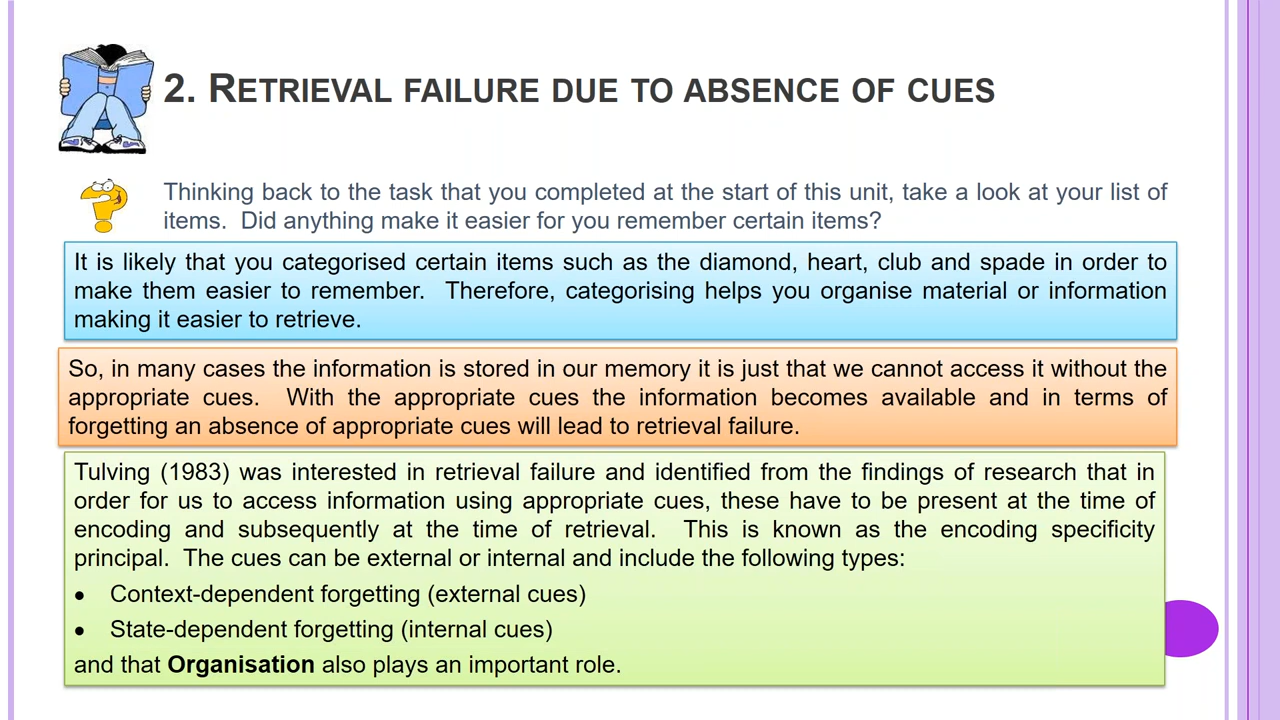 2. RETRIEVAL FAILURE DUE TO ABSENCE OF CUES
Thinking back to the task that you completed at the start of this unit, take a look at your list of
items.  Did anything make it easier for you remember certain items?
It is likely that you categorised certain items such as the diamond, heart, club and spade in order to
make them easier to remember.  Therefore, categorising helps you organise material or information
making it easier to retrieve.
So, in many cases the information is stored in our memory it is just that we cannot access it without the
appropriate cues.  With the appropriate cues the information becomes available and in terms of
forgetting an absence of appropriate cues will lead to retrieval failure.
Tulving (1983) was interested in retrieval failure and identified from the findings of research that in
order for us to access information using appropriate cues, these have to be present at the time of
encoding and subsequently at the time of retrieval.  This is known as the encoding specificity
principal.  The cues can be external or internal and include the following types:
• Context-dependent forgetting (external cues)
• State-dependent forgetting (internal cues)
and that Organisation also plays an important role.